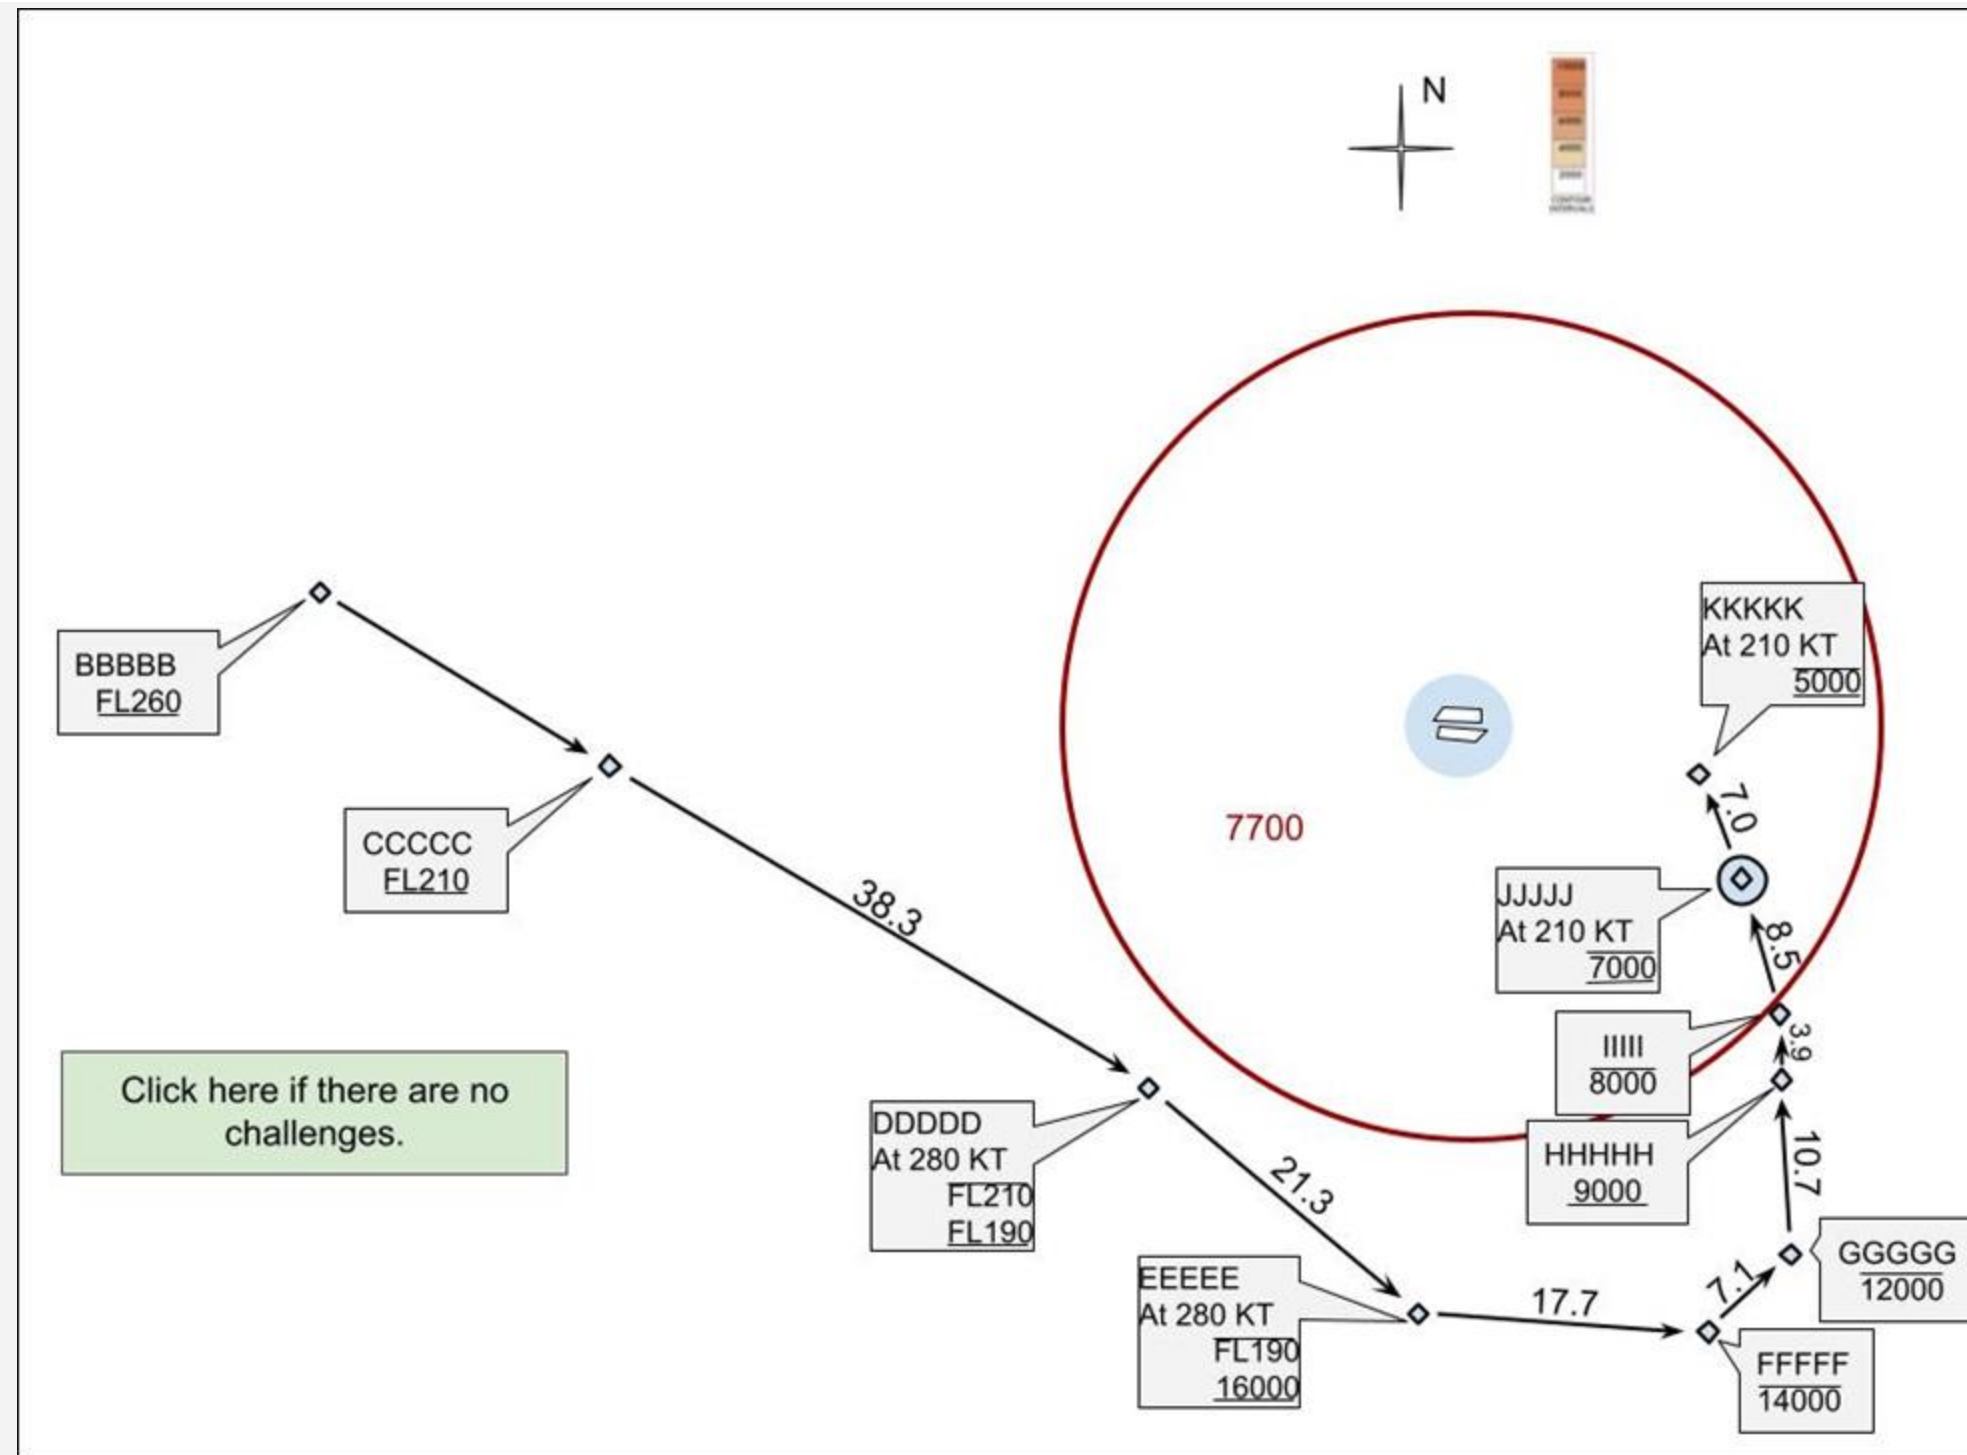 N
BBBBB
FL260
CCCCC
FL210
38.3
7700
KKKKK
At 210 KT
5000
7.0
JJJJJ
At 210 KT
7000
8.5
IIIII
8000
3.9
HHHHH
9000
10.7
Click here if there are no
challenges.
DDDDD
At 280 KT
FL210
FL190
21.3
EEEEE
At 280 KT
FL190
16000
17.7
7.1
GGGGG
12000
FFFFF
14000